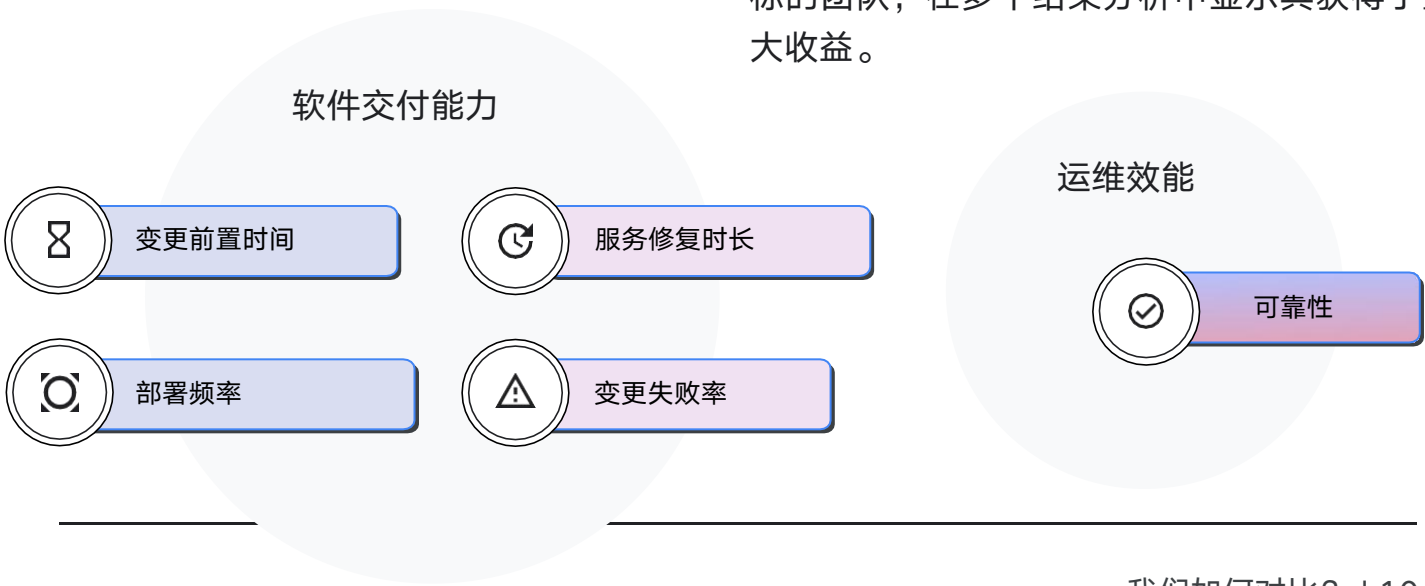 大收益。
软件交付能力
运维效能
变更前置时间
服务修复时长
可靠性
部署频率
变更失败率